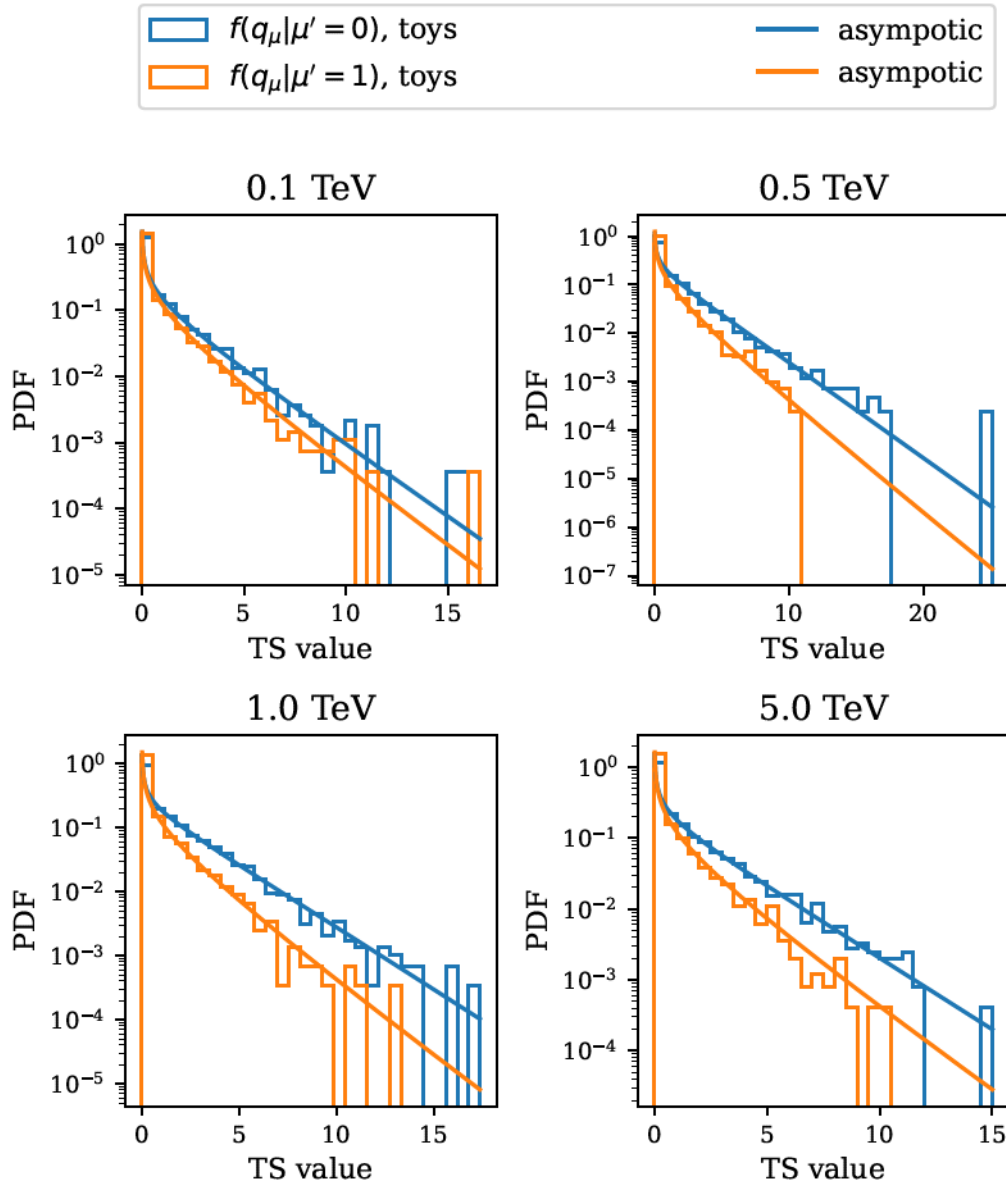 f(q_μ|μ′ = 0), toys
asympotic
f(q_μ|μ′ = 1), toys
asympotic
0.1 TeV
0.5 TeV
10^0
10^-1
10^-2
10^-3
10^-4
10^-5
PDF
0 5 10 15
TS value
10^0
10^-1
10^-2
10^-3
10^-4
10^-5
10^-6
10^-7
PDF
0 10 20
TS value
1.0 TeV
5.0 TeV
10^0
10^-1
10^-2
10^-3
10^-4
10^-5
PDF
0 5 10 15
TS value
10^0
10^-1
10^-2
10^-3
10^-4
PDF
0 5 10 15
TS value